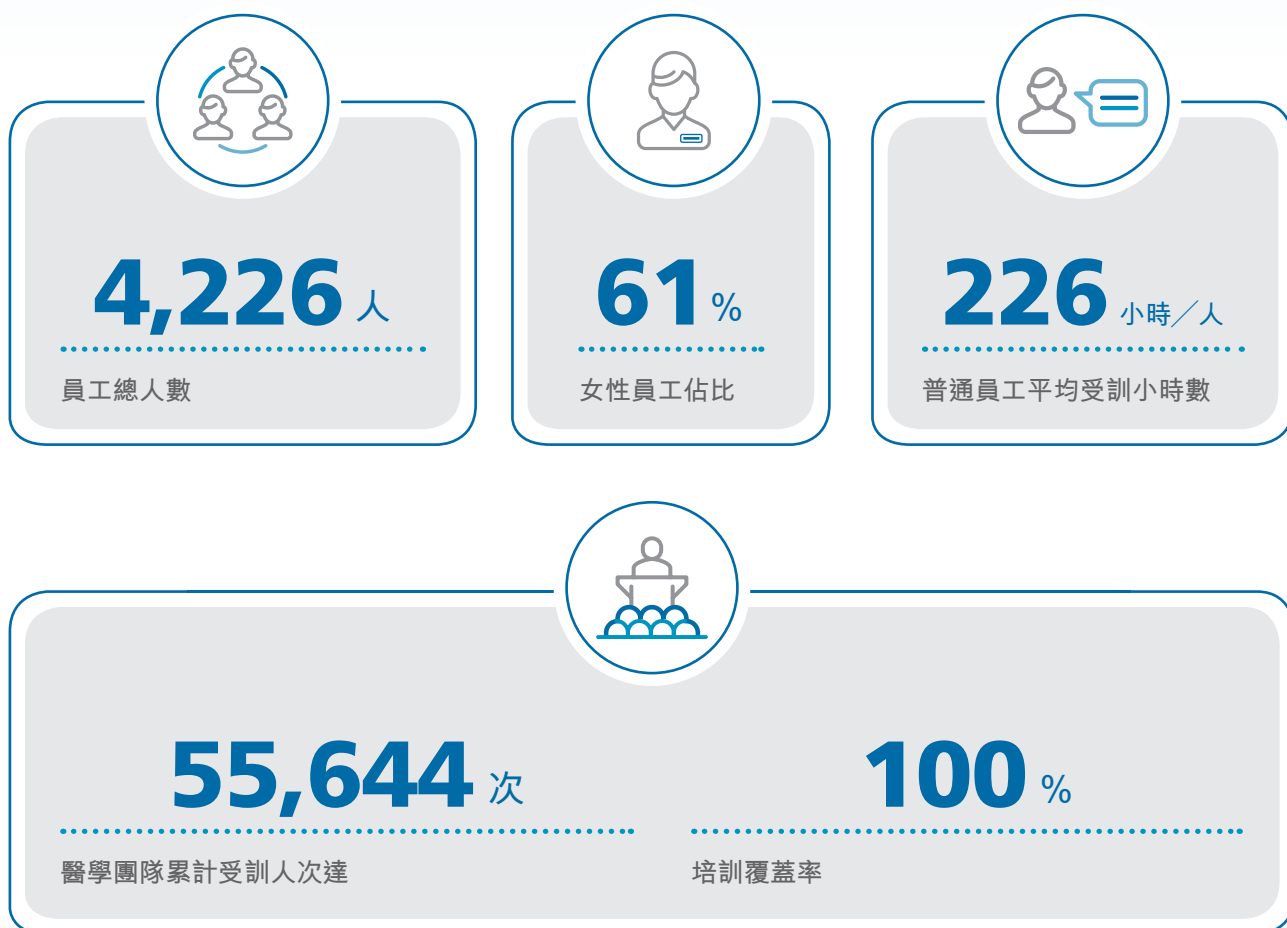 4,226 人
員工總人數
61 %
女性員工佔比
226 小時╱人
普通員工平均受訓小時數
55,644 次
醫學團隊累計受訓人次達
100 %
培訓覆蓋率